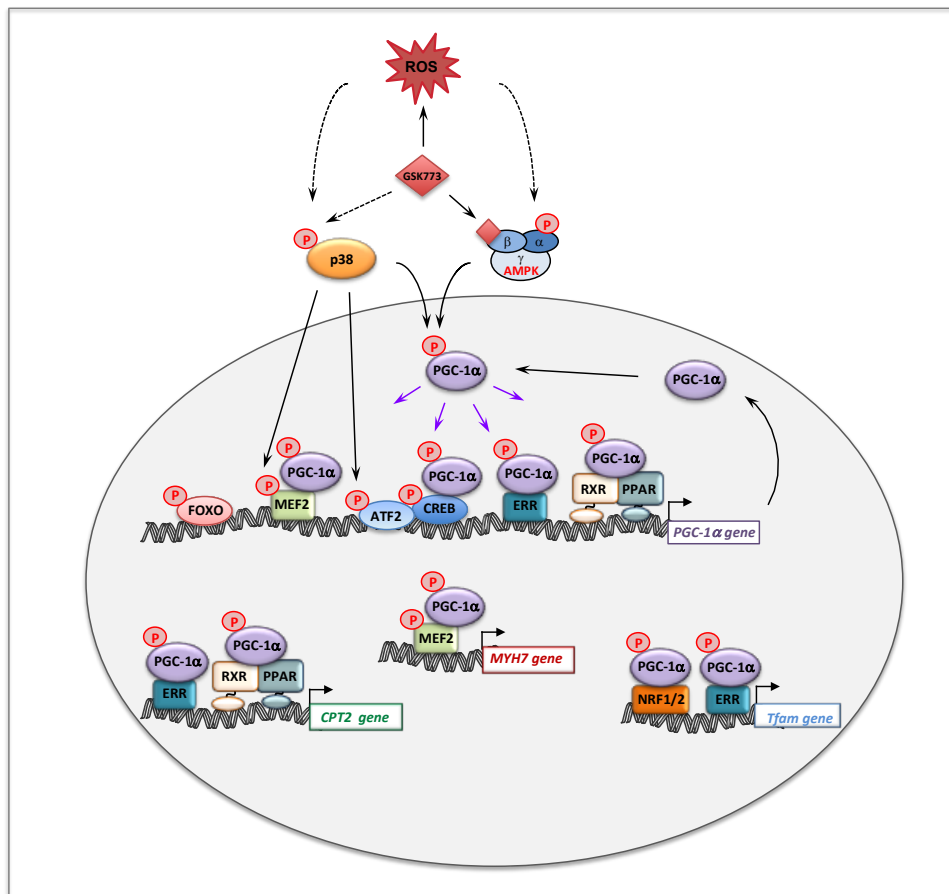 ROS
GSK773
P
P
p38
β
α
γ
AMPK
P
PGC-1α
PGC-1α
P
PGC-1α
P
MEF2
P
FOXO
P
ATF2
P
PGC-1α
P
CREB
P
PGC-1α
ERR
P
PGC-1α
RXR
PPAR
PGC-1α gene
P
PGC-1α
P
MEF2
MYH7 gene
P
PGC-1α
ERR
P
PGC-1α
RXR
PPAR
CPT2 gene
P
PGC-1α
NRF1/2
P
PGC-1α
ERR
Tfam gene